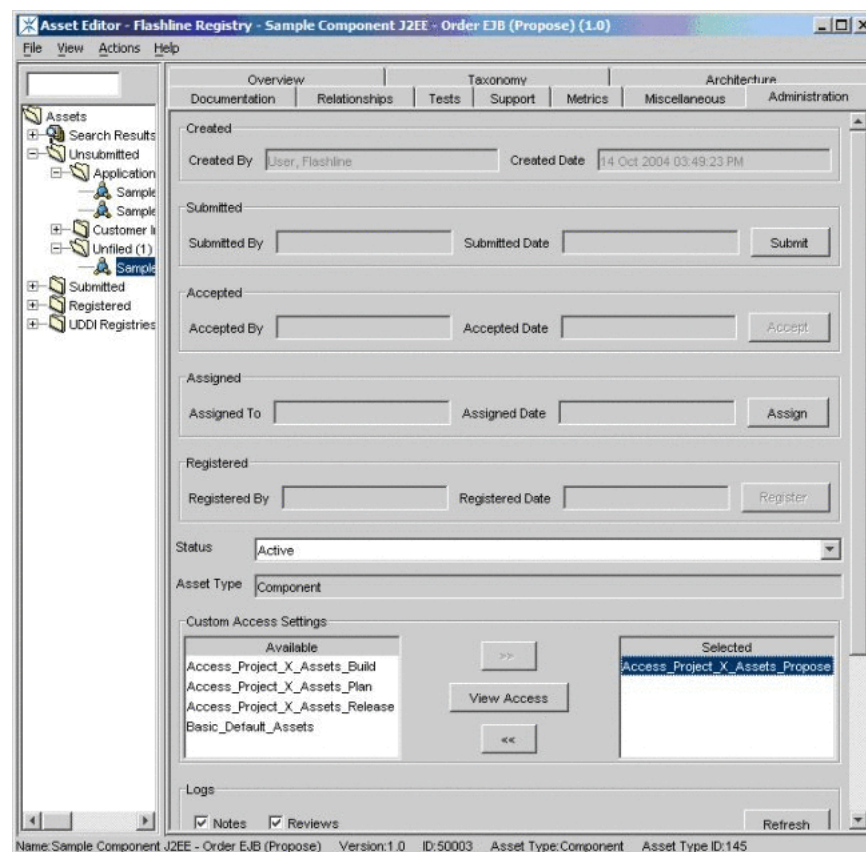 Asset Editor - Flashline Registry - Sample Component J2EE - Order EJB (Propose) (1.0)
File View Actions Help
Overview Taxonomy Architecture
Documentation Relationships Tests Support Metrics Miscellaneous Administration
Assets
Search Results
Unsubmitted
Application
Sample
Sample
Customer I
Unfiled (1)
Sample
Submitted
Registered
UDDI Registries
Created
Created By User, Flashline Created Date 14 Oct 2004 03:49:23 PM
Submitted
Submitted By Submitted Date Submit
Accepted
Accepted By Accepted Date Accept
Assigned
Assigned To Assigned Date Assign
Registered
Registered By Registered Date Register
Status Active
Asset Type Component
Custom Access Settings
Available Selected
Access_Project_X_Assets_Build >> Access_Project_X_Assets_Propose
Access_Project_X_Assets_Plan
View Access
Access_Project_X_Assets_Release
Basic_Default_Assets
<<
Logs
Notes Reviews Refresh
Name:Sample Component J2EE - Order EJB (Propose) Version:1.0 ID:50003 Asset Type:Component Asset Type ID:145